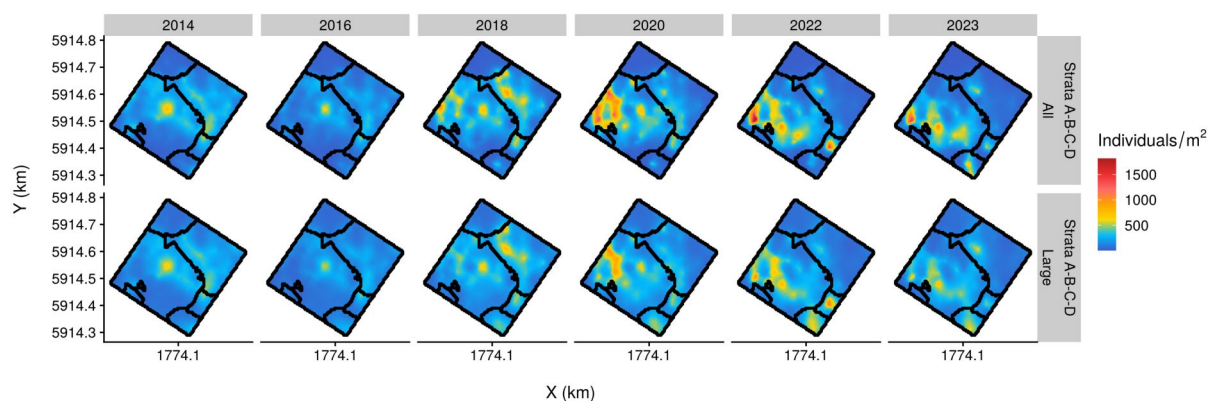 2014 2016 2018 2020 2022 2023
5914.8
5914.7
5914.6
5914.5
5914.4
5914.3
Strata A-B-C-D
All
5914.8
5914.7
5914.6
5914.5
5914.4
5914.3
Strata A-B-C-D
Large
Y (km)
1774.1 1774.1 1774.1 1774.1 1774.1 1774.1
X (km)
Individuals/m²
1500
1000
500